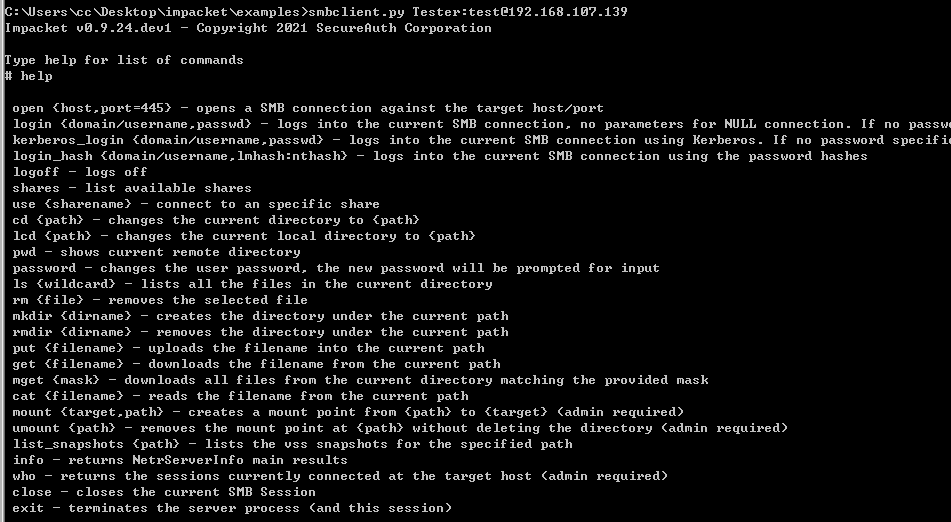 C:\Users\cc\Desktop\impacket\examples>smbclient.py Tester:test@192.168.107.139
Impacket v0.9.24.dev1 - Copyright 2021 SecureAuth Corporation
Type help for list of commands
# help
open {host,port=445} - opens a SMB connection against the target host/port
login {domain/username,passwd} - logs into the current SMB connection, no parameters for NULL connection. If no passw
kerberos_login {domain/username,passwd} - logs into the current SMB connection using Kerberos. If no password specifi
login_hash {domain/username,lmhash:nthash} - logs into the current SMB connection using the password hashes
logoff - logs off
shares - list available shares
use {sharename} - connect to an specific share
cd {path} - changes the current directory to {path}
lcd {path} - changes the current local directory to {path}
pwd - shows current remote directory
password - changes the user password, the new password will be prompted for input
ls {wildcard} - lists all the files in the current directory
rm {file} - removes the selected file
mkdir {dirname} - creates the directory under the current path
rmdir {dirname} - removes the directory under the current path
put {filename} - uploads the filename into the current path
get {filename} - downloads the filename from the current path
mget {mask} - downloads all files from the current directory matching the provided mask
cat {filename} - reads the filename from the current path
mount {target,path} - creates a mount point from {path} to {target} (admin required)
umount {path} - removes the mount point at {path} without deleting the directory (admin required)
list_snapshots {path} - lists the vss snapshots for the specified path
info - returns NetrServerInfo main results
who - returns the sessions currently connected at the target host (admin required)
close - closes the current SMB Session
exit - terminates the server process (and this session)